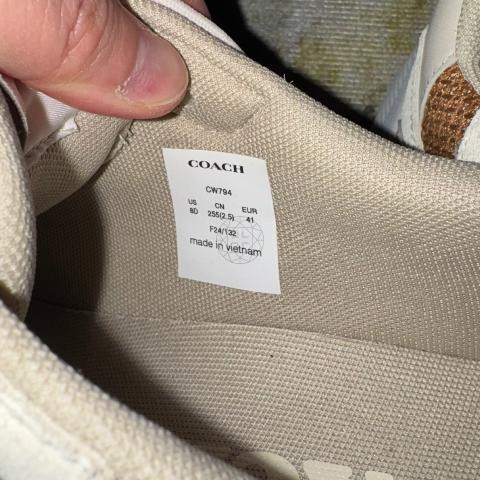 COACH
CW794
US CN EUR
8D 255(2.5) 41
F24/132
made in vietnam